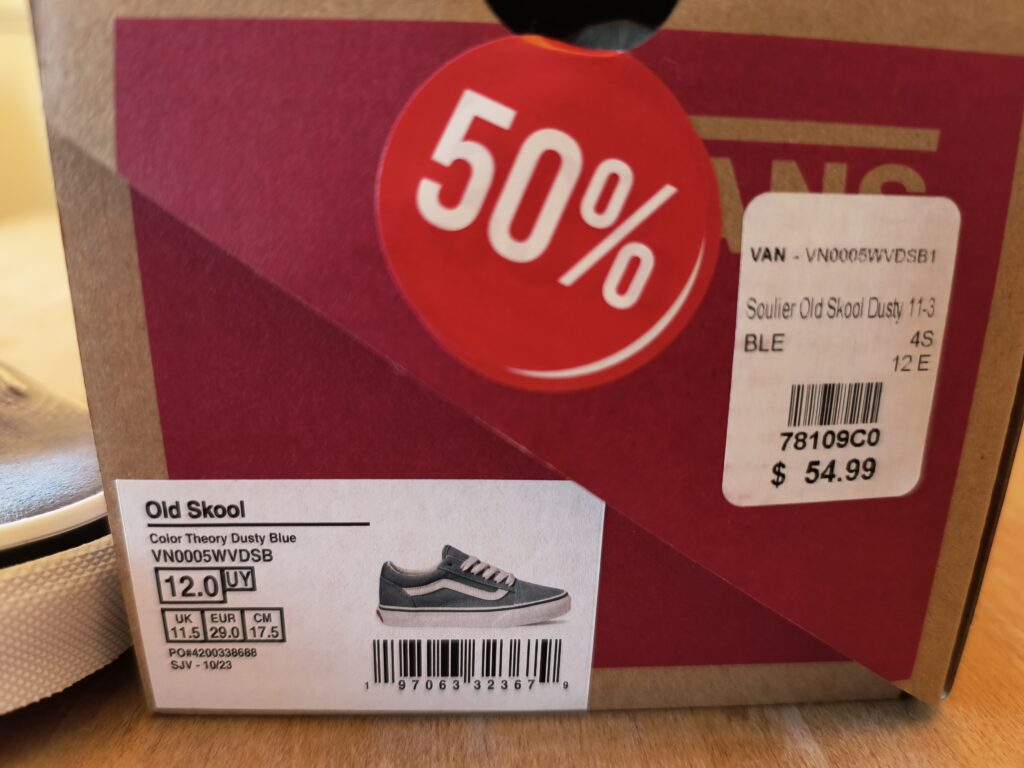 50%
VANS
VAN - VN0005WVDSB1
Soulier Old Skool Dusty 11-3
BLE 4S
12 E
78109C0
$ 54.99
Old Skool
Color Theory Dusty Blue
VN0005WVDSB
12.0 UY
UK EUR CM
11.5 29.0 17.5
PO#4200338688
SJV - 10/23
1 97063 32367 9